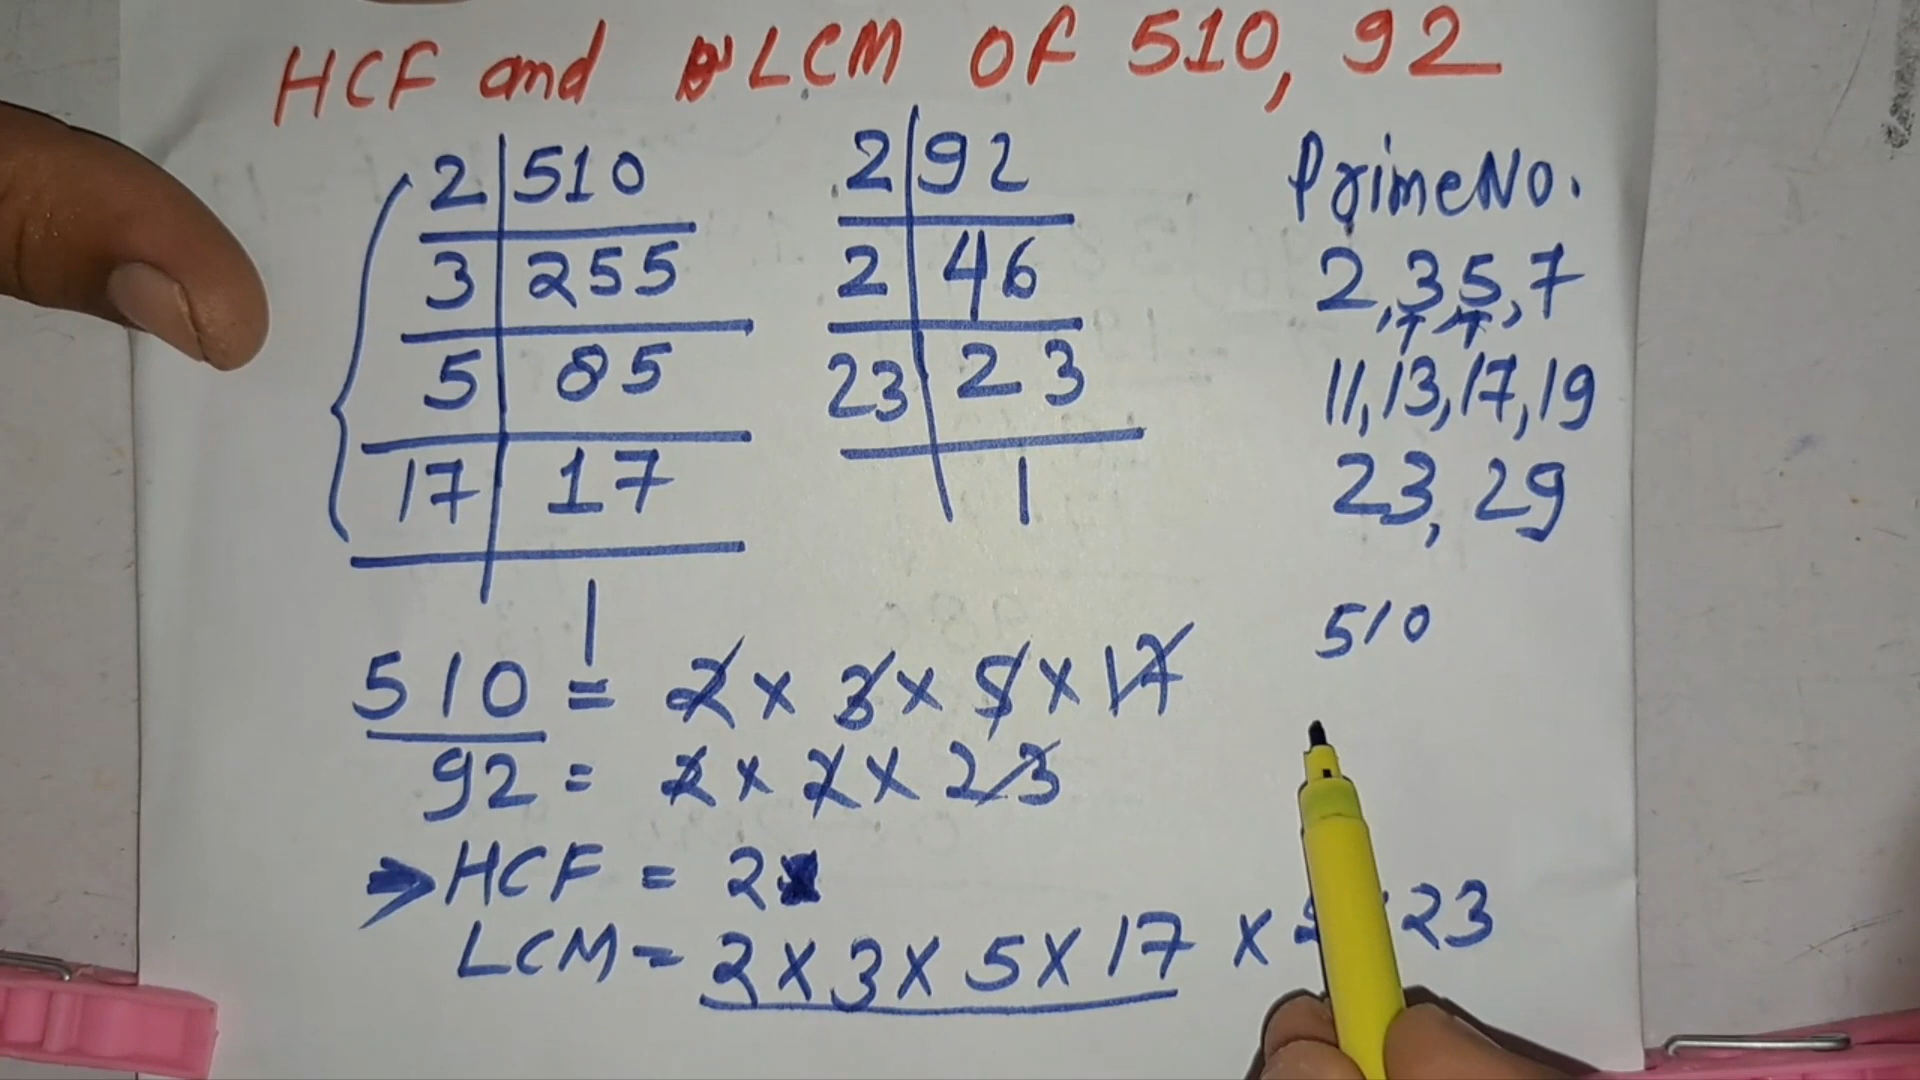 HCF and LCM OF 510, 92
2 510
3 255
5 85
17 17
1
2 92
2 46
23 23
1
Prime No.
2, 3, 5, 7
11, 13, 17, 19
23, 29
510
510 = 2 x 3 x 5 x 17
92 = 2 x 2 x 23
⇒ HCF = 2
LCM = 2 x 3 x 5 x 17 x 23